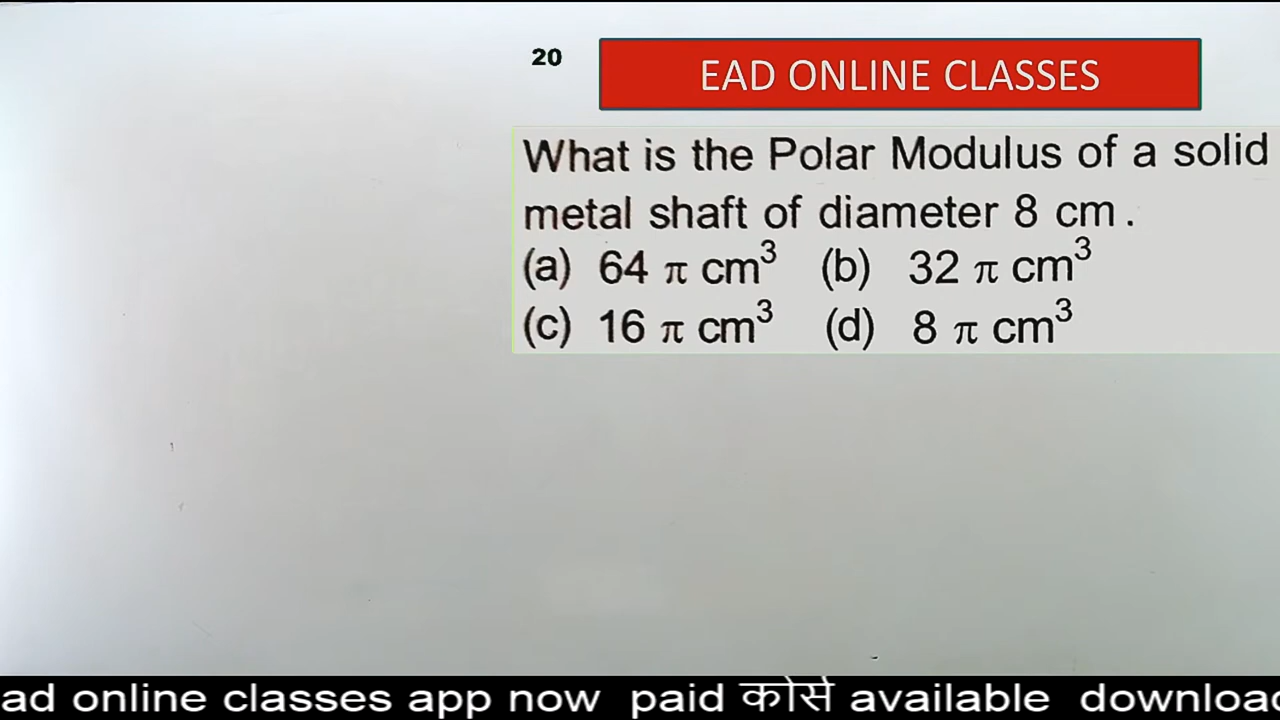 20
EAD ONLINE CLASSES
What is the Polar Modulus of a solid
metal shaft of diameter 8 cm.
(a) 64 π cm³ (b) 32 π cm³
(c) 16 π cm³ (d) 8 π cm³
ad online classes app now paid कोर्स available download